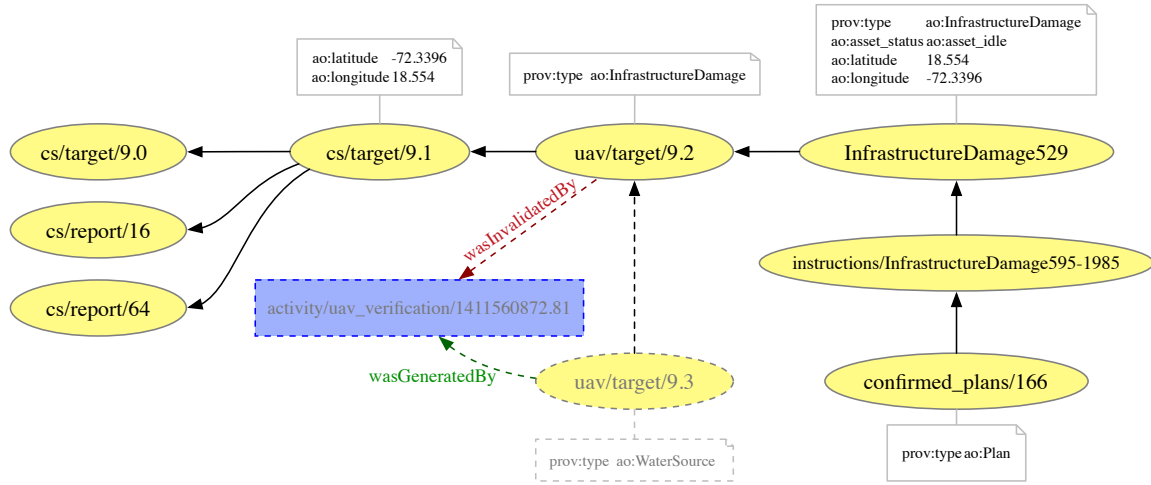 prov:type ao:InfrastructureDamage
ao:asset_status ao:asset_idle
ao:latitude 18.554
ao:longitude -72.3396
ao:latitude -72.3396
ao:longitude 18.554
prov:type ao:InfrastructureDamage
cs/target/9.0
cs/target/9.1
uav/target/9.2
InfrastructureDamage529
wasInvalidatedBy
cs/report/16
instructions/InfrastructureDamage595-1985
cs/report/64
activity/uav_verification/1411560872.81
wasGeneratedBy
uav/target/9.3
confirmed_plans/166
prov:type ao:WaterSource
prov:type ao:Plan